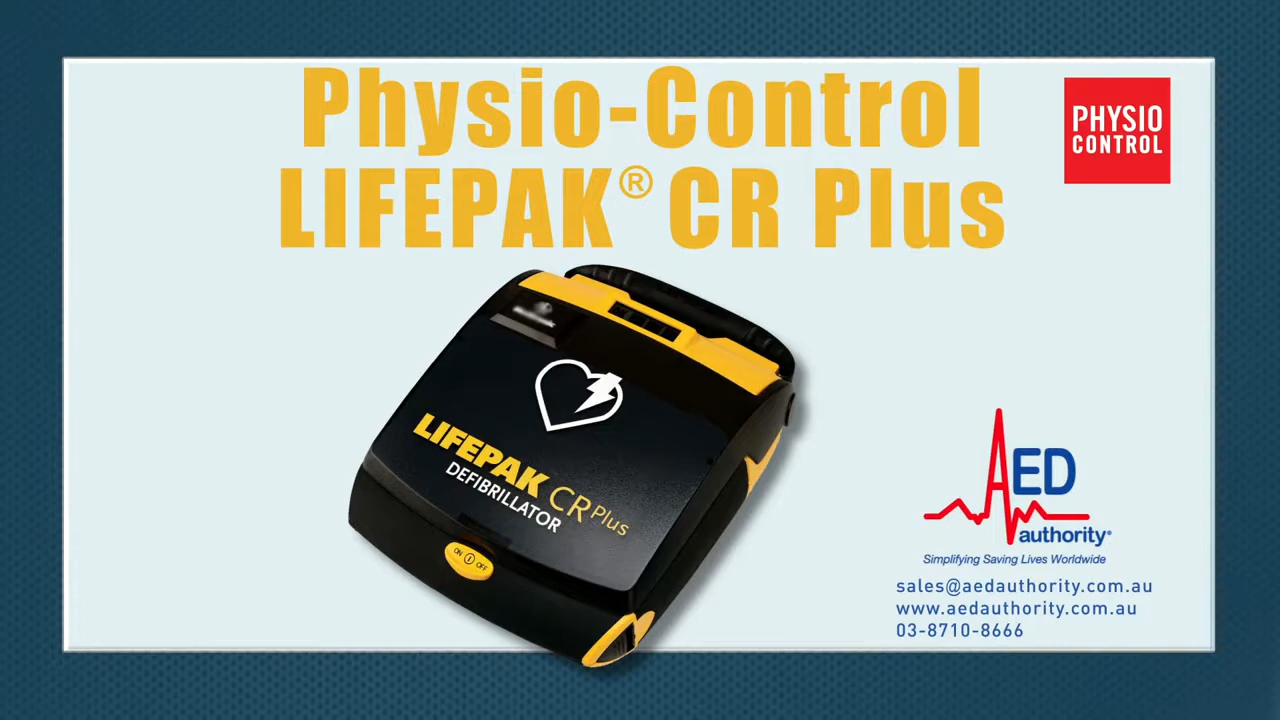 Physio-Control
LIFEPAK® CR Plus
PHYSIO
CONTROL
LIFEPAK CR Plus
DEFIBRILLATOR
ON OFF
AED
authority®
Simplifying Saving Lives Worldwide
sales@aedauthority.com.au
www.aedauthority.com.au
03-8710-8666